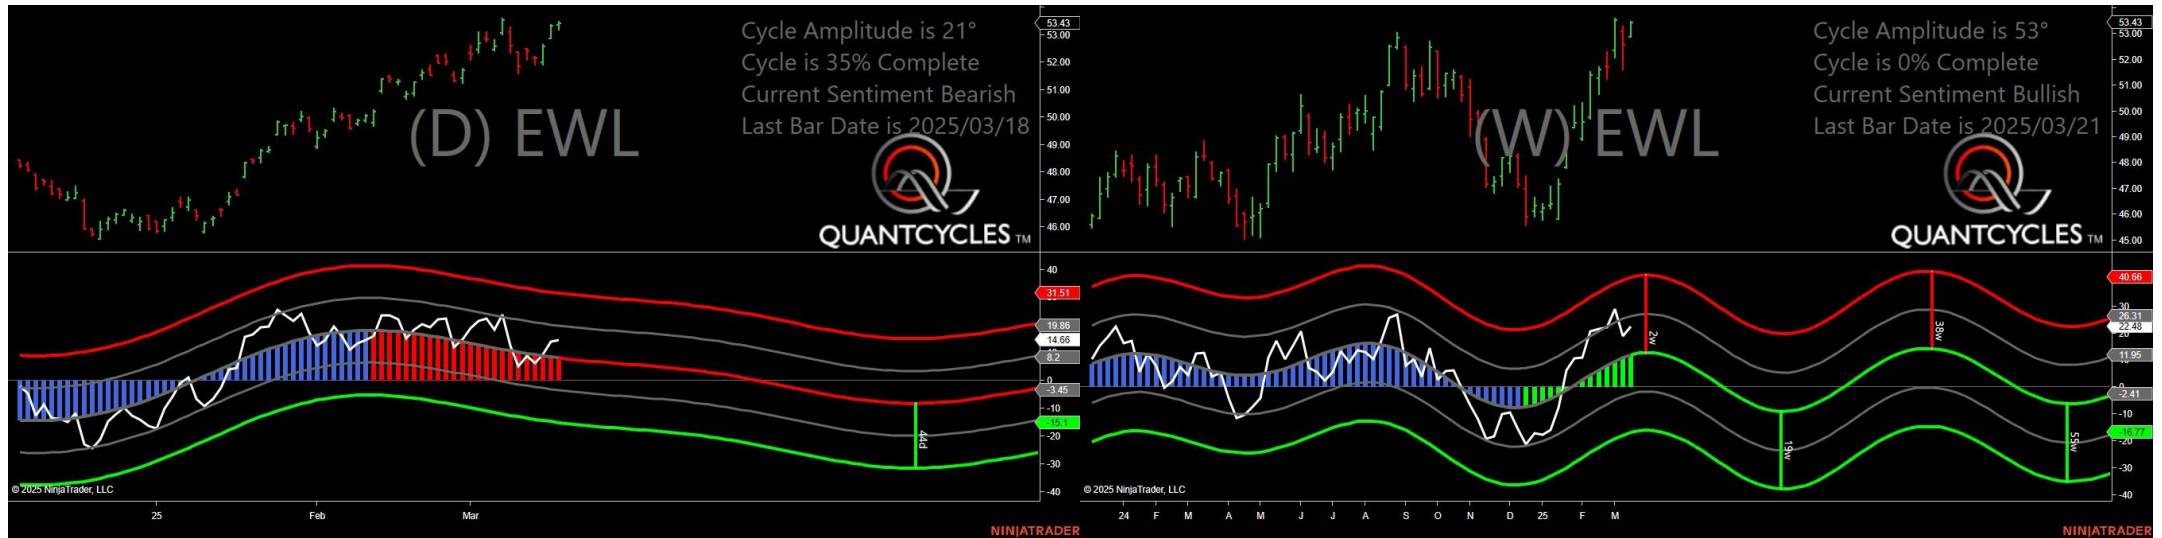 Cycle Amplitude is 21°
Cycle is 35% Complete
Current Sentiment Bearish
Last Bar Date is 2025/03/18
(D) EWL
QUANTCYCLES TM
53.43
53.00
52.00
51.00
50.00
49.00
48.00
47.00
46.00
40
31.51
19.86
14.66
8.2
0
-3.45
-10
-15.1
-20
-30
-40
44d
© 2025 NinjaTrader, LLC
25 Feb Mar
NINJATRADER
Cycle Amplitude is 53°
Cycle is 0% Complete
Current Sentiment Bullish
Last Bar Date is 2025/03/21
(W) EWL
QUANTCYCLES TM
53.43
53.00
52.00
51.00
50.00
49.00
48.00
47.00
46.00
45.00
40.66
30
26.31
22.48
11.95
0
-2.41
-10
-16.77
-20
-30
-40
2w
38w
19w
55w
© 2025 NinjaTrader, LLC
24 F M A M J J A S O N D 25 F M
NINJATRADER